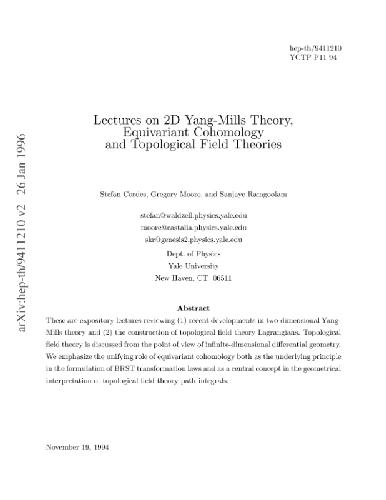 hep-th/9411210
YCTP-P11-94
Lectures on 2D Yang-Mills Theory,
Equivariant Cohomology
and Topological Field Theories
Stefan Cordes, Gregory Moore, and Sanjaye Ramgoolam
stefan@waldzell.physics.yale.edu
moore@castalia.physics.yale.edu
skr@genesis2.physics.yale.edu
Dept. of Physics
Yale University
New Haven, CT 06511
Abstract
These are expository lectures reviewing (1) recent developments in two-dimensional Yang-
Mills theory and (2) the construction of topological field theory Lagrangians. Topological
field theory is discussed from the point of view of infinite-dimensional differential geometry.
We emphasize the unifying role of equivariant cohomology both as the underlying principle
in the formulation of BRST transformation laws and as a central concept in the geometrical
interpretation of topological field theory path integrals.
November 19, 1994
arXiv:hep-th/9411210 v2 26 Jan 1996